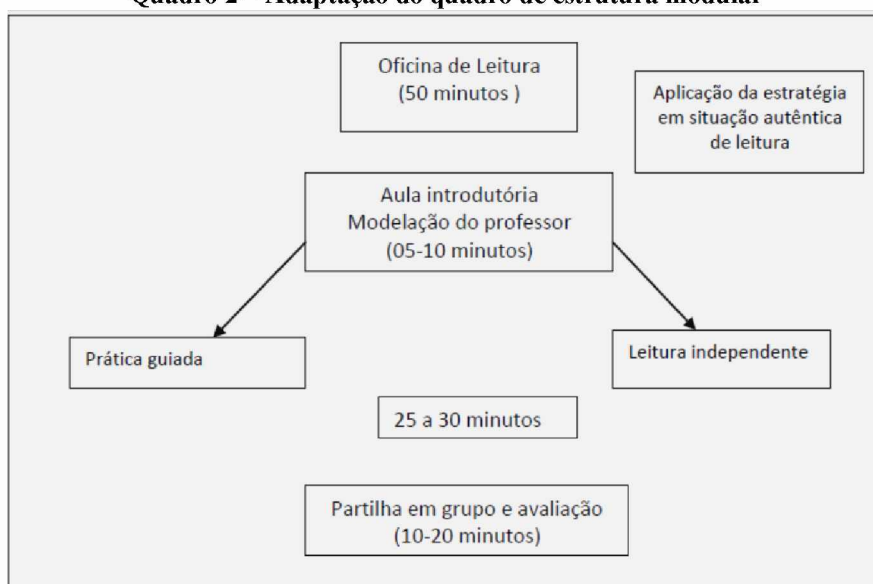 Quadro 2 – Adaptação do quadro de estrutura modular
Oficina de Leitura
(50 minutos )
Aplicação da estratégia
em situação autêntica
de leitura
Aula introdutória
Modelação do professor
(05-10 minutos)
Prática guiada
Leitura independente
25 a 30 minutos
Partilha em grupo e avaliação
(10-20 minutos)